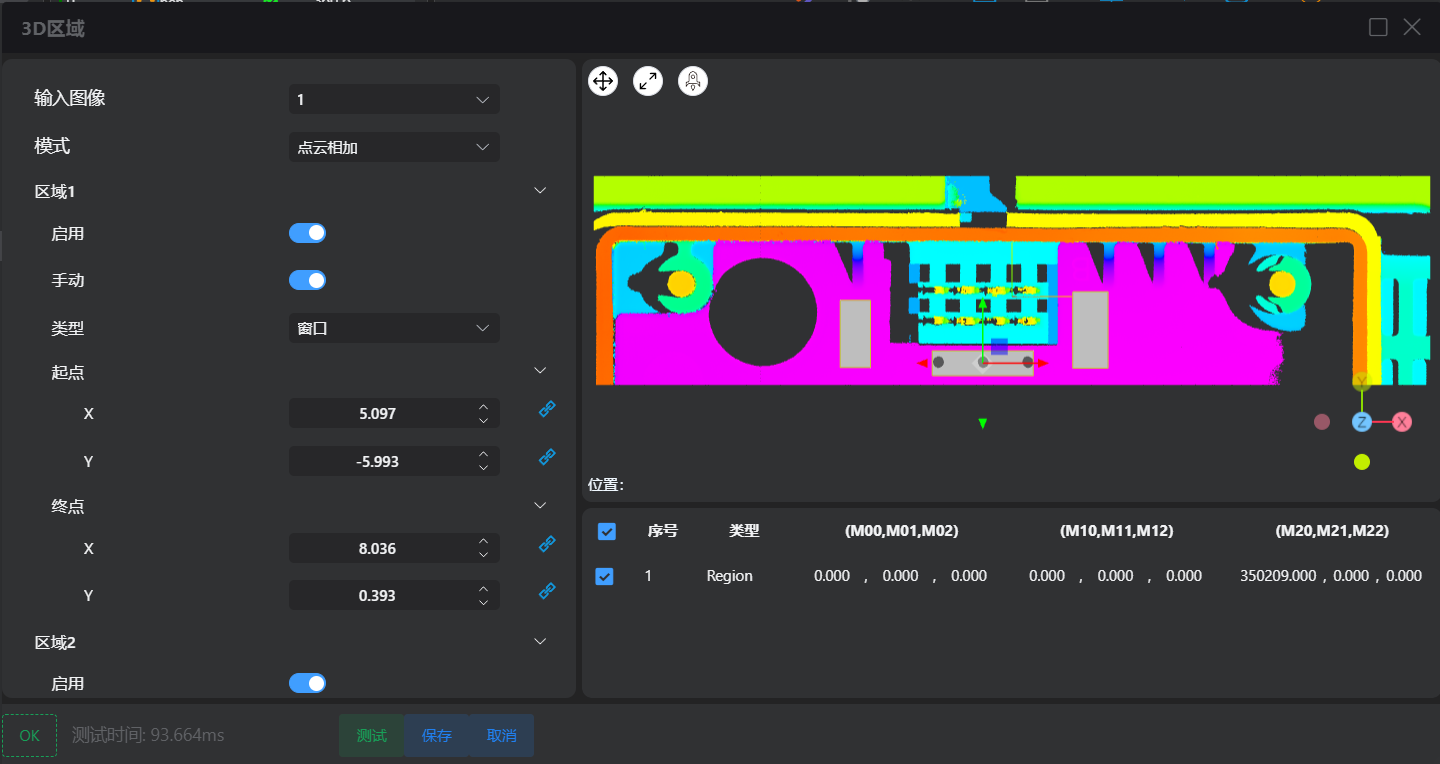 3D区域
输入图像 1
模式 点云相加
区域1
启用
手动
类型 窗口
起点
X 5.097
Y -5.993
终点
X 8.036
Y 0.393
区域2
启用
Y
Z X
位置:
序号 类型 (M00,M01,M02) (M10,M11,M12) (M20,M21,M22)
1 Region 0.000 , 0.000 , 0.000 0.000 , 0.000 , 0.000 350209.000 , 0.000 , 0.000
OK 测试时间: 93.664ms 测试 保存 取消